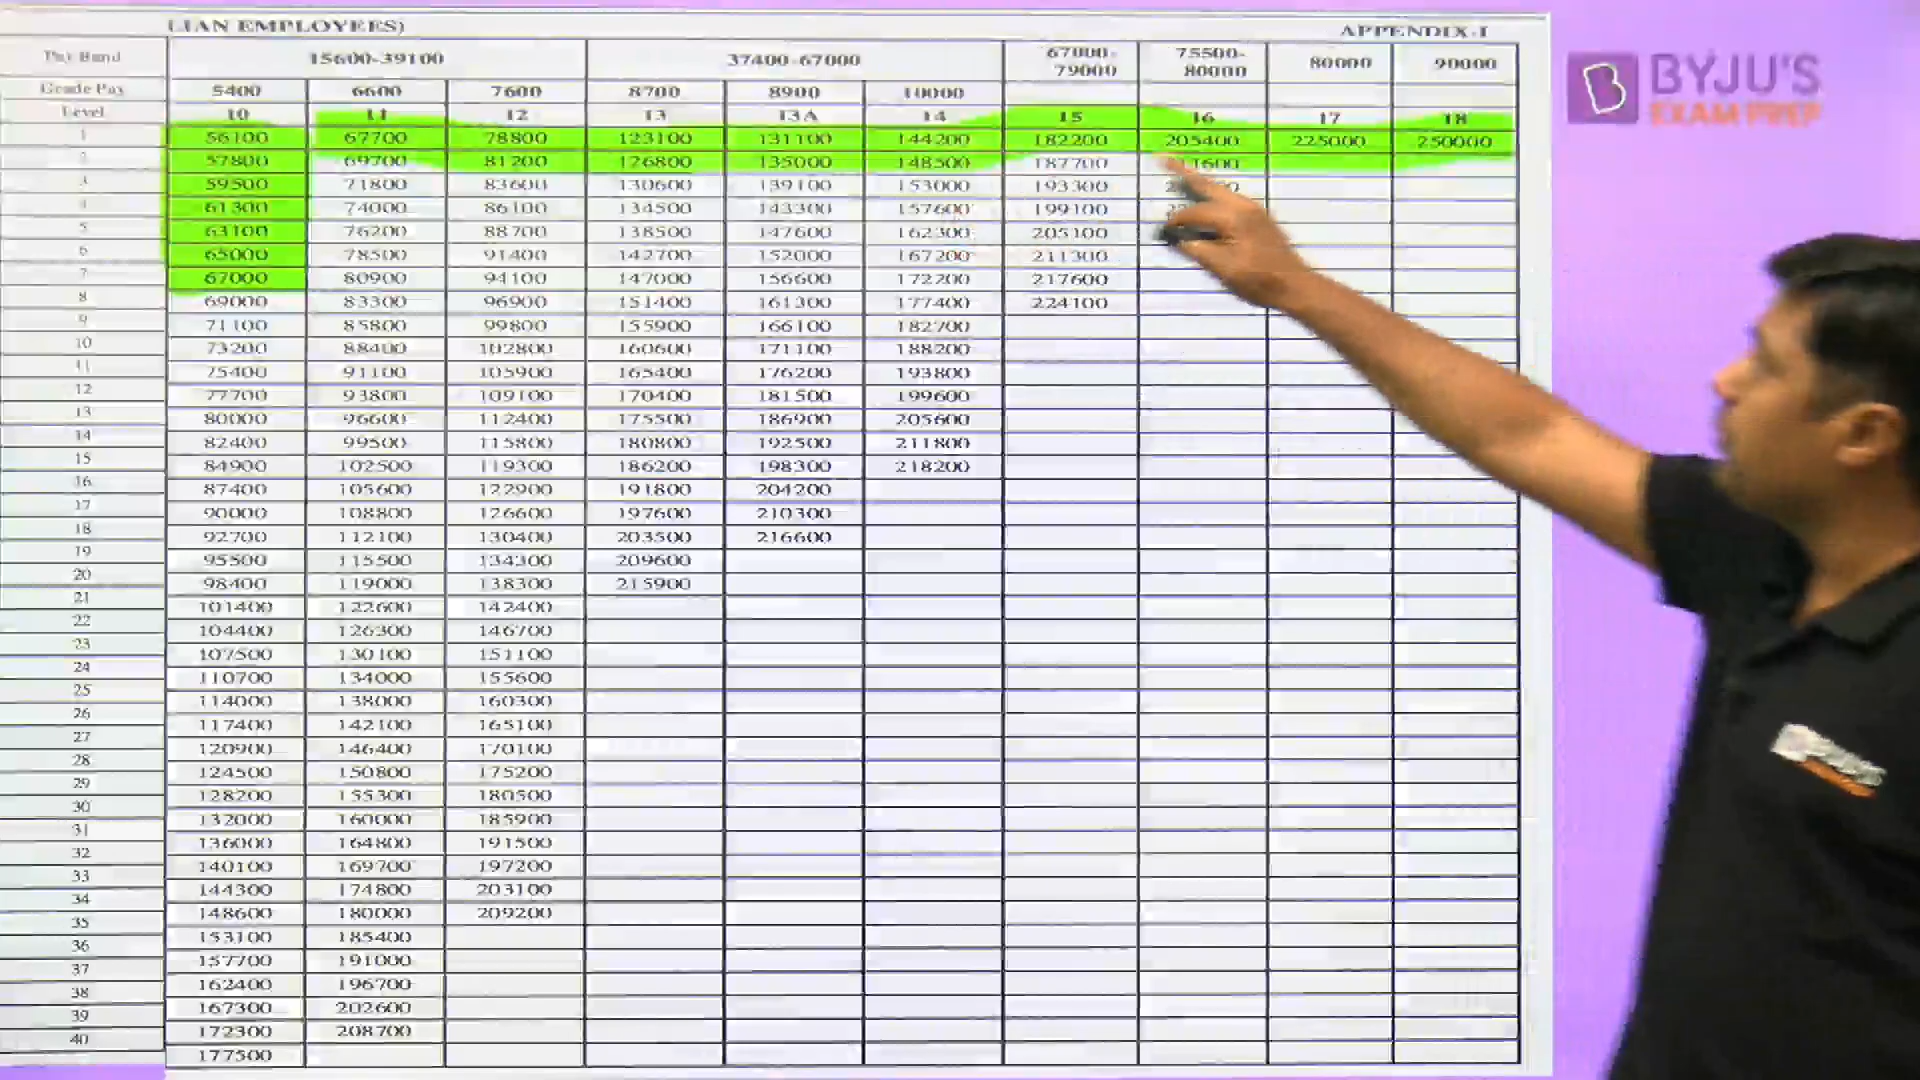 LIAN EMPLOYEES) APPENDIX-I
Pay Band 15600-39100 37400-67000 67000-79000 75500-80000 80000 90000
Grade Pay 5400 6600 7600 8700 8900 10000
Level 10 11 12 13 13A 14 15 16 17 18
1 56100 67700 78800 123100 131100 144200 182200 205400 225000 250000
2 57800 69700 81200 126800 135000 148500 187700
3 59500 71800 83600 130600 139100 153000 193300
4 61300 74000 86100 134500 143300 157600 199100
5 63100 76200 88700 138500 147600 162300 205100
6 65000 78500 91400 142700 152000 167200 211300
7 67000 80900 94100 147000 156600 172200 217600
8 69000 83300 96900 151400 161300 177400 224100
9 71100 85800 99800 155900 166100 182700
10 73200 88400 102800 160600 171100 188200
11 75400 91100 105900 165400 176200 193800
12 77700 93800 109100 170400 181500 199600
13 80000 96600 112400 175500 186900 205600
14 82400 99500 115800 180800 192500 211800
15 84900 102500 119300 186200 198300 218200
16 87400 105600 122900 191800 204200
17 90000 108800 126600 197600 210300
18 92700 112100 130400 203500 216600
19 95500 115500 134300 209600
20 98400 119000 138300 215900
21 101400 122600 142400
22 104400 126300 146700
23 107500 130100 151100
24 110700 134000 155600
25 114000 138000 160300
26 117400 142100 165100
27 120900 146400 170100
28 124500 150800 175200
29 128200 155300 180500
30 132000 160000 185900
31 136000 164800 191500
32 140100 169700 197200
33 144300 174800 203100
34 148600 180000 209200
35 153100 185400
36 157700 191000
37 162400 196700
38 167300 202600
39 172300 208700
40 177500
BYJU'S
EXAM PREP